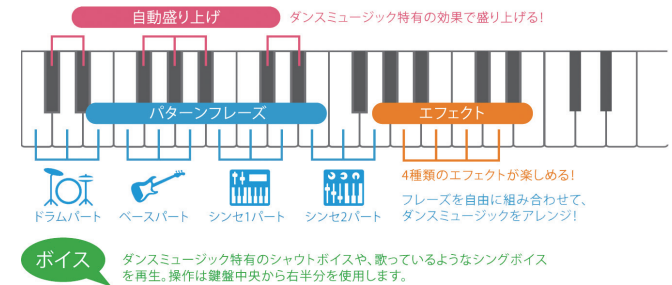 自動盛り上げ
ダンスミュージック特有の効果で盛り上げる!
パターンフレーズ
エフェクト
4種類のエフェクトが楽しめる!
フレーズを自由に組み合わせて、
ダンスミュージックをアレンジ!
ドラムパート
ベースパート
シンセ1パート
シンセ2パート
ボイス
ダンスミュージック特有のシャウトボイスや、歌っているようなシングボイス
を再生。操作は鍵盤中央から右半分を使用します。